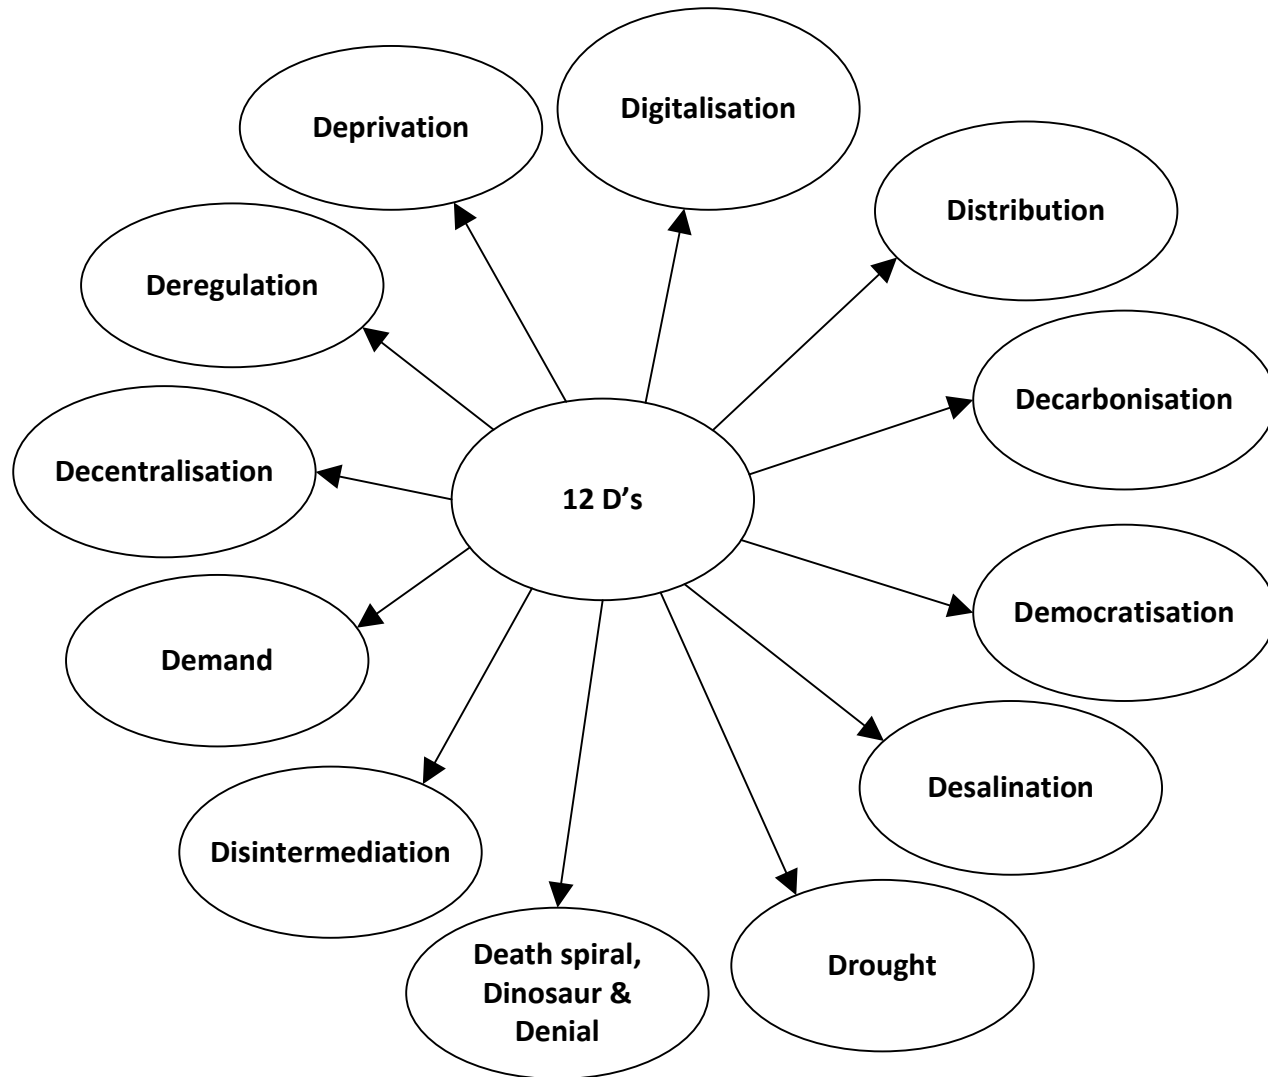 Digitalisation
Deprivation
Distribution
Deregulation
Decarbonisation
Decentralisation
12 D’s
Democratisation
Demand
Desalination
Disintermediation
Death spiral,
Dinosaur &
Denial
Drought